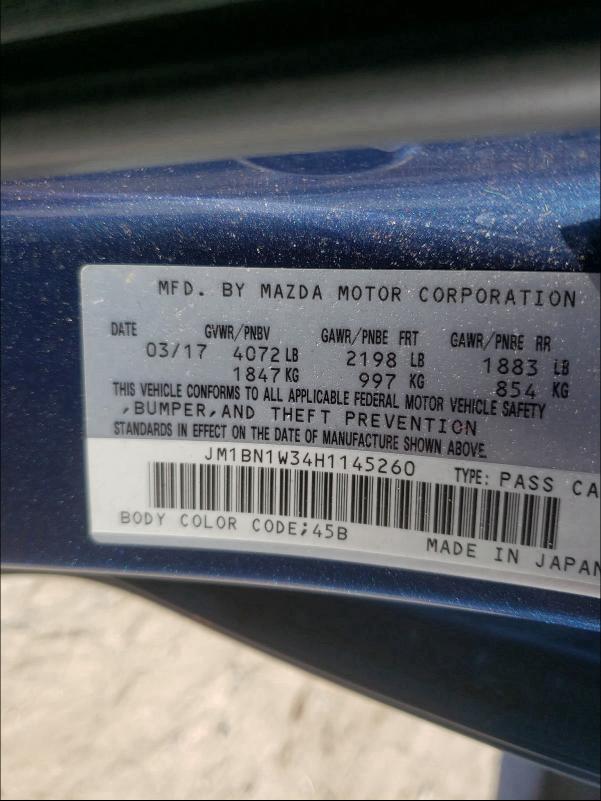 MFD. BY MAZDA MOTOR CORPORATION
DATE GVWR/PNBV GAWR/PNBE FRT GAWR/PNBE RR
03/17 4072 LB 2198 LB 1883 LB
1847 KG 997 KG 854 KG
THIS VEHICLE CONFORMS TO ALL APPLICABLE FEDERAL MOTOR VEHICLE SAFETY
,BUMPER,AND THEFT PREVENTION
STANDARDS IN EFFECT ON THE DATE OF MANUFACTURE SHOWN ABOVE.
JM1BN1W34H1145260 TYPE: PASS CA
BODY COLOR CODE;45B
MADE IN JAPAN